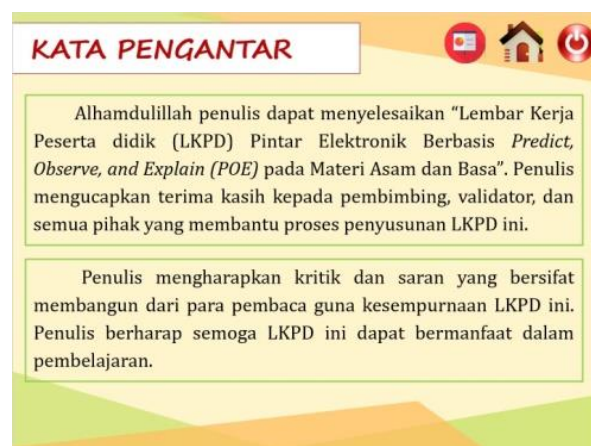 KATA PENGANTAR
Alhamdulillah penulis dapat menyelesaikan “Lembar Kerja
Peserta didik (LKPD) Pintar Elektronik Berbasis Predict,
Observe, and Explain (POE) pada Materi Asam dan Basa”. Penulis
mengucapkan terima kasih kepada pembimbing, validator, dan
semua pihak yang membantu proses penyusunan LKPD ini.
Penulis mengharapkan kritik dan saran yang bersifat
membangun dari para pembaca guna kesempurnaan LKPD ini.
Penulis berharap semoga LKPD ini dapat bermanfaat dalam
pembelajaran.